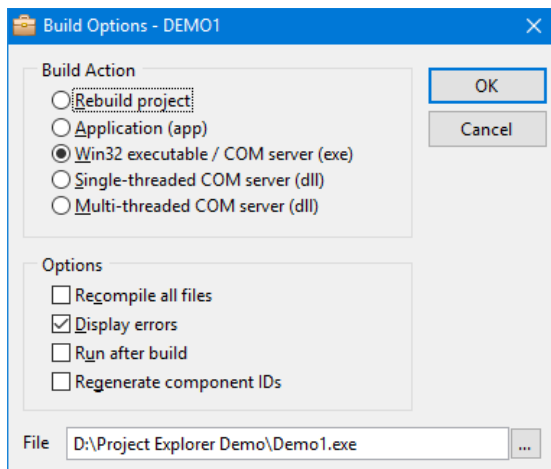 Build Options - DEMO1
Build Action
Rebuild project
Application (app)
Win32 executable / COM server (exe)
Single-threaded COM server (dll)
Multi-threaded COM server (dll)
OK
Cancel
Options
Recompile all files
Display errors
Run after build
Regenerate component IDs
File D:\Project Explorer Demo\Demo1.exe ...